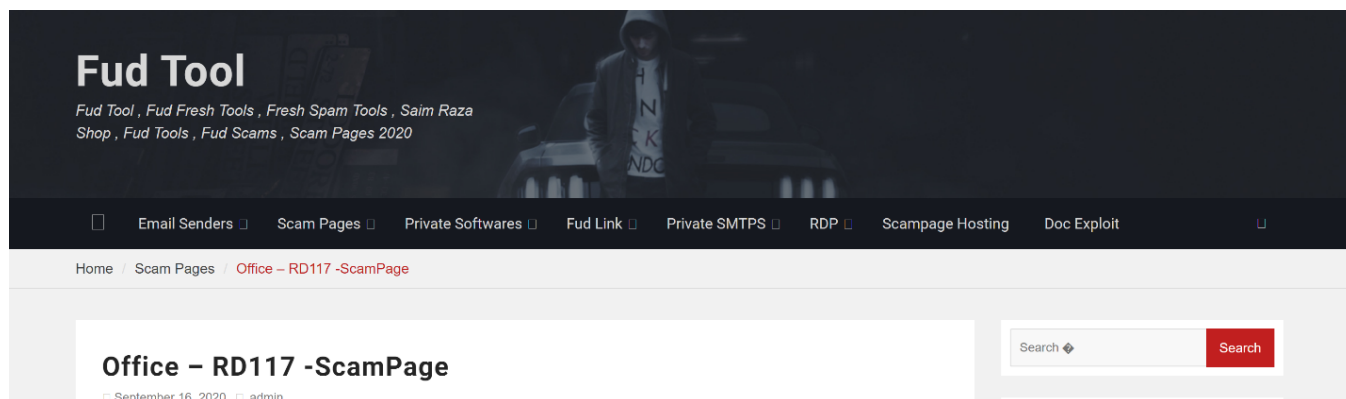 Fud Tool
Fud Tool , Fud Fresh Tools , Fresh Spam Tools , Saim Raza
Shop , Fud Tools , Fud Scams , Scam Pages 2020
Email Senders Scam Pages Private Softwares Fud Link Private SMTPS RDP Scampage Hosting Doc Exploit
Home / Scam Pages / Office – RD117 -ScamPage
Office – RD117 -ScamPage
Search � Search
September 16, 2020 admin